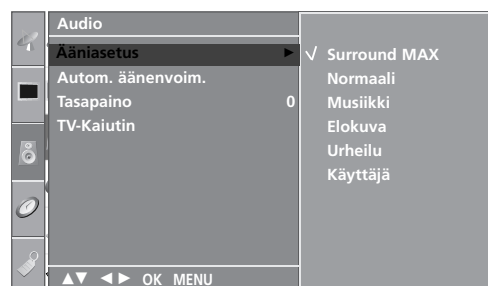 Audio
Ääniasetus ► √ Surround MAX
Autom. äänenvoim. Normaali
Tasapaino 0 Musiikki
TV-Kaiutin Elokuva
Urheilu
Käyttäjä
▲▼ ◄► OK MENU